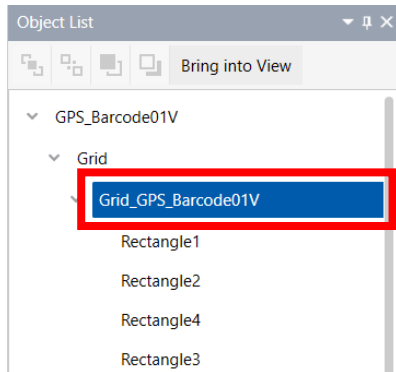 Object List
Bring into View
GPS_Barcode01V
Grid
Grid_GPS_Barcode01V
Rectangle1
Rectangle2
Rectangle4
Rectangle3